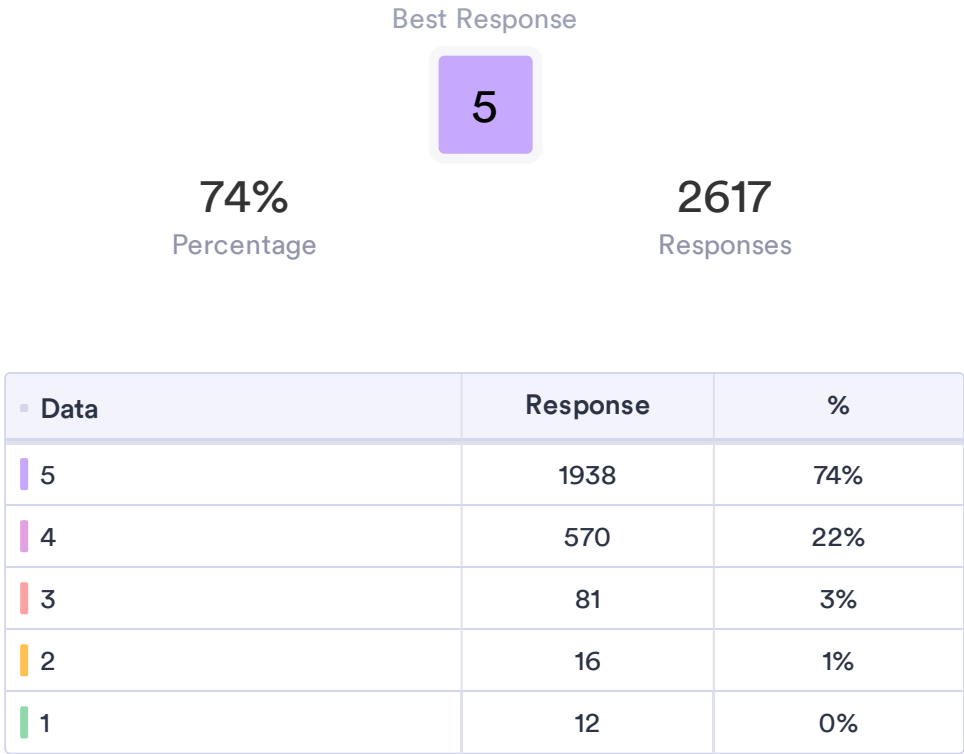 Best Response
5
74% 2617
Percentage Responses
Data Response %
5 1938 74%
4 570 22%
3 81 3%
2 16 1%
1 12 0%